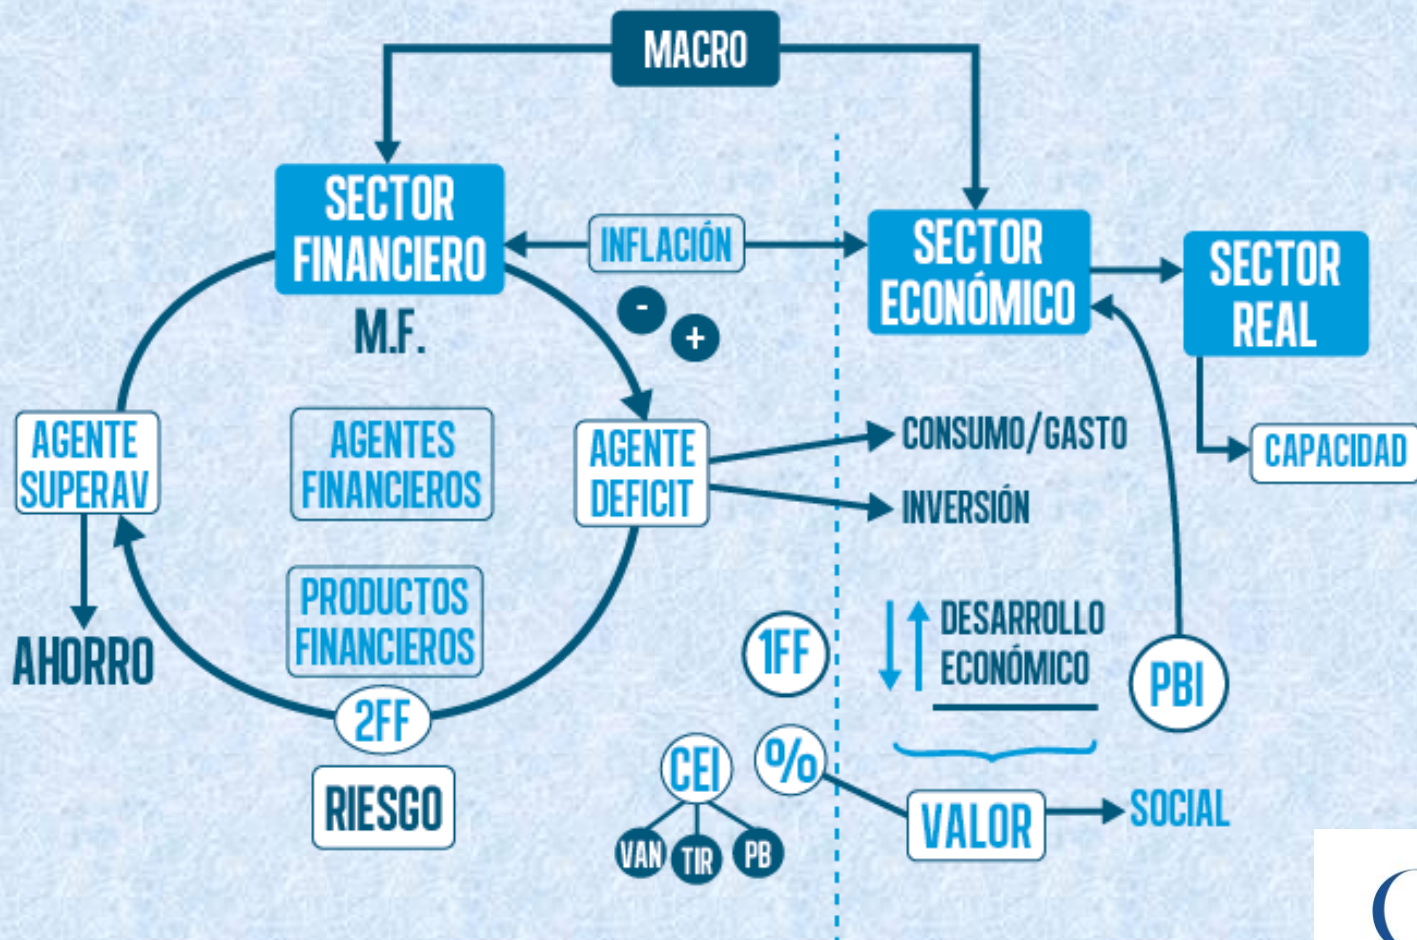 MACRO
SECTOR
FINANCIERO
M.F.
INFLACIÓN
-
+
SECTOR
ECONÓMICO
SECTOR
REAL
CAPACIDAD
AGENTE
SUPERAV
AHORRO
AGENTES
FINANCIEROS
PRODUCTOS
FINANCIEROS
2FF
RIESGO
AGENTE
DEFICIT
CONSUMO/GASTO
INVERSIÓN
1FF
DESARROLLO
ECONÓMICO
PBI
CEI
%
VAN
TIR
PB
VALOR
SOCIAL